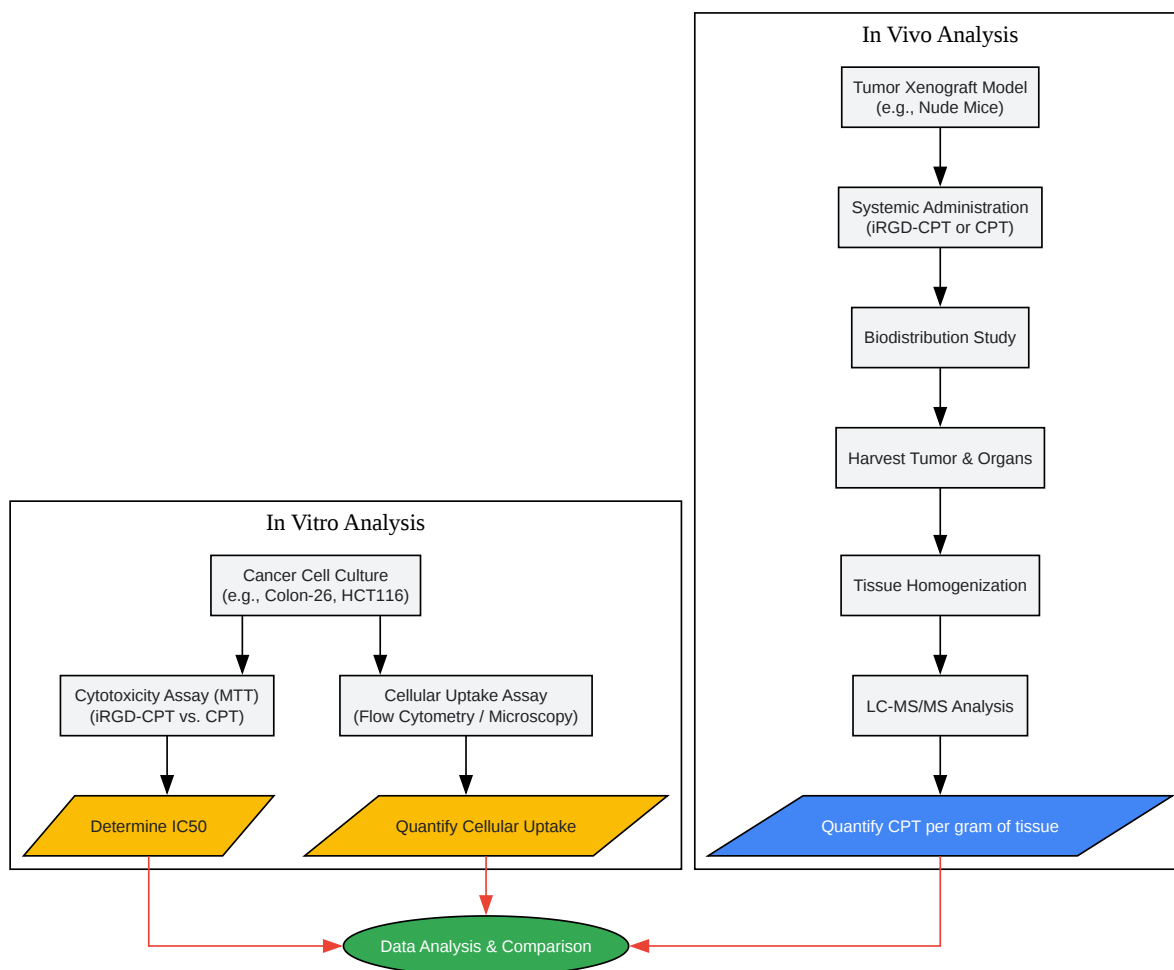 In Vivo Analysis
Tumor Xenograft Model
(e.g., Nude Mice)
Systemic Administration
(iRGD-CPT or CPT)
Biodistribution Study
Harvest Tumor & Organs
Tissue Homogenization
LC-MS/MS Analysis
Quantify CPT per gram of tissue
In Vitro Analysis
Cancer Cell Culture
(e.g., Colon-26, HCT116)
Cytotoxicity Assay (MTT)
(iRGD-CPT vs. CPT)
Cellular Uptake Assay
(Flow Cytometry / Microscopy)
Determine IC50
Quantify Cellular Uptake
Data Analysis & Comparison